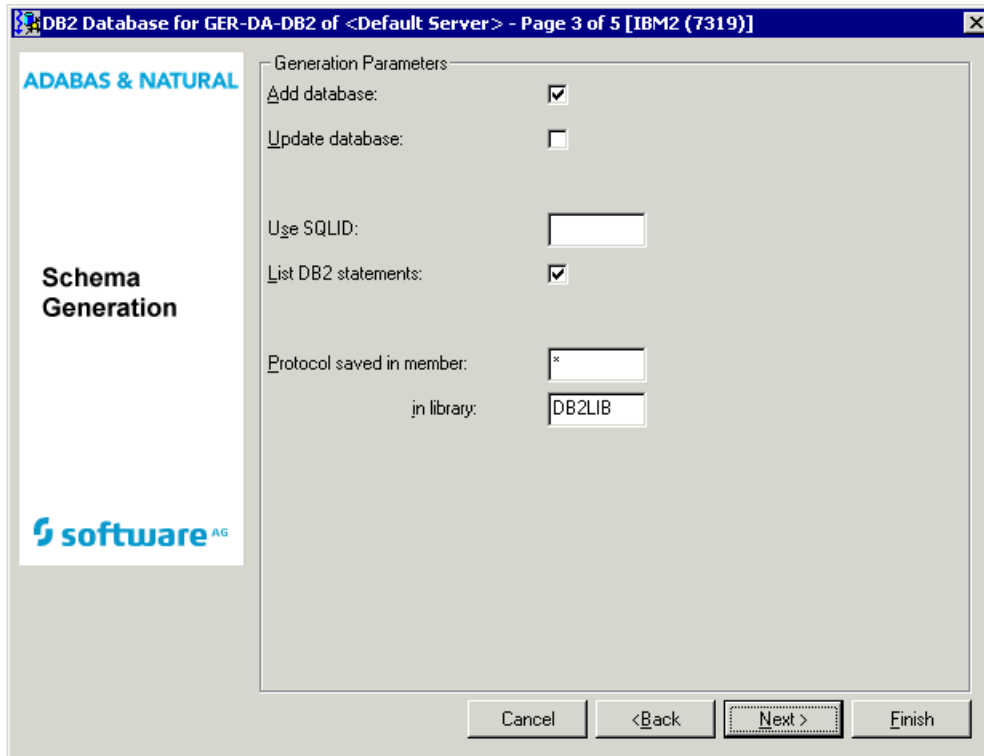 DB2 Database for GER-DA-DB2 of <Default Server> - Page 3 of 5 [IBM2 (7319)]
ADABAS & NATURAL
Schema
Generation
software AG
Generation Parameters
Add database:
Update database:
Use SQLID:
List DB2 statements:
Protocol saved in member: *
in library: DB2LIB
Cancel <Back Next > Finish